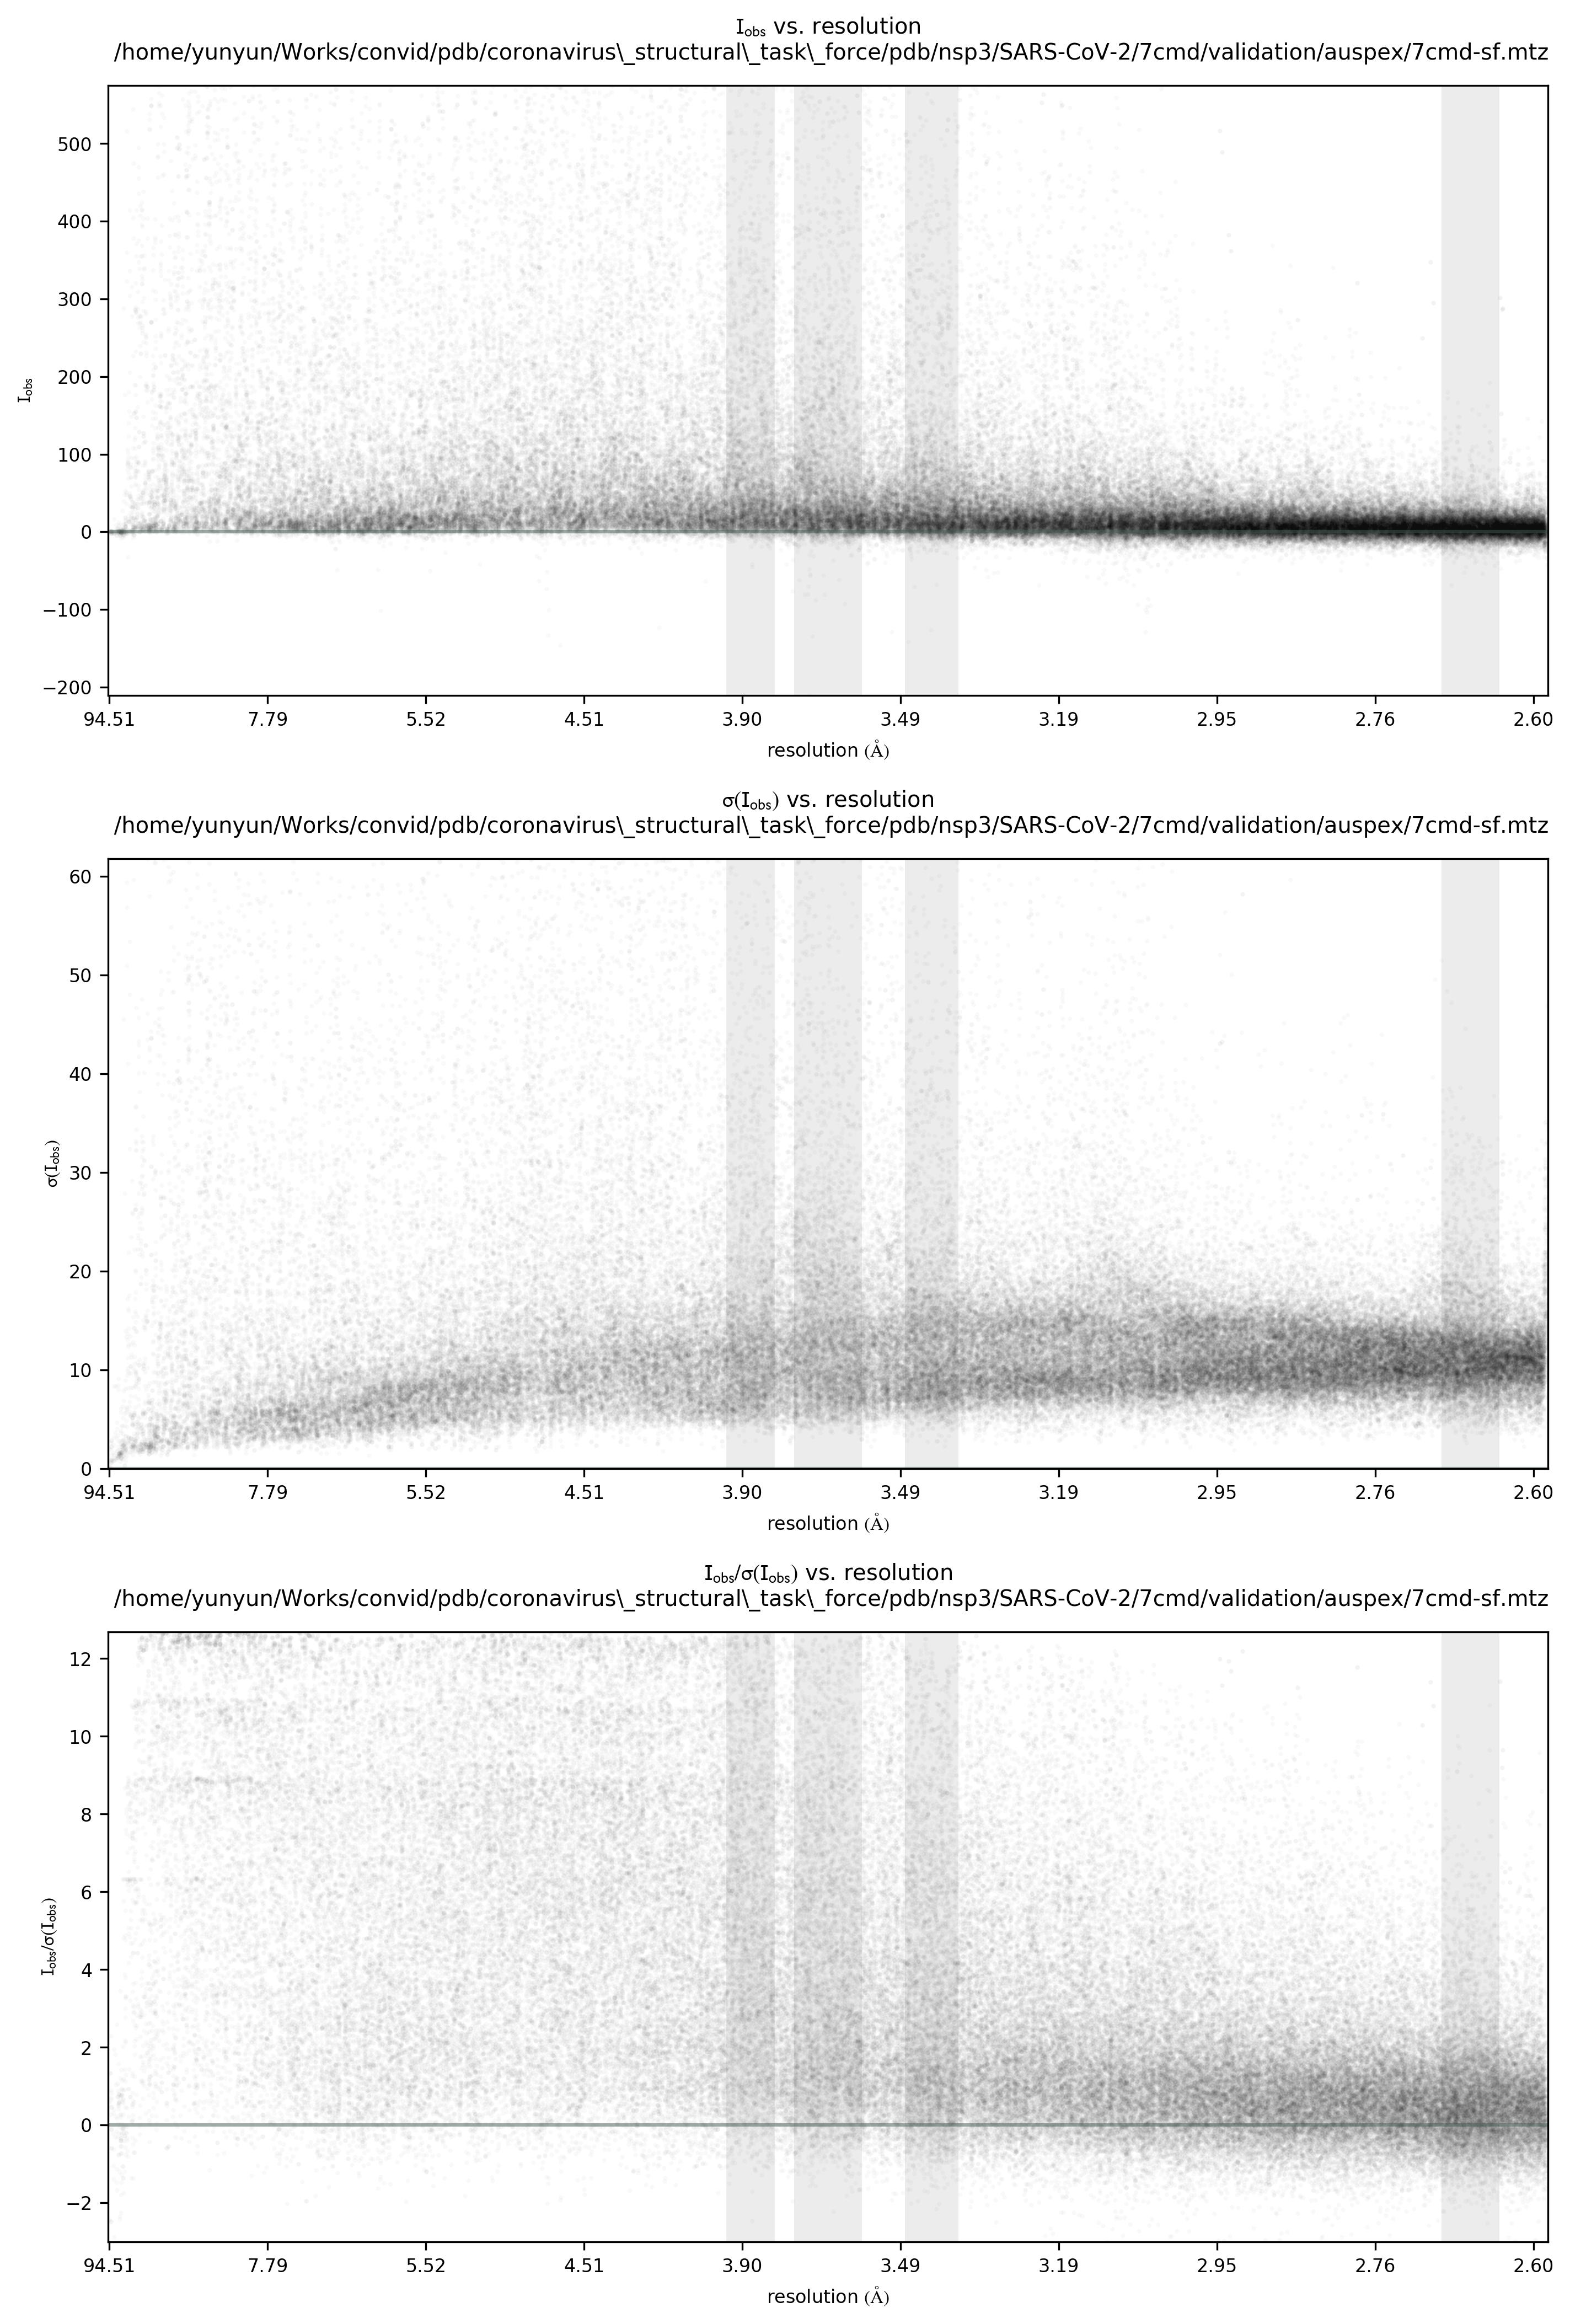 I_obs vs. resolution
/home/yunyun/Works/convid/pdb/coronavirus\_structural\_task\_force/pdb/nsp3/SARS-CoV-2/7cmd/validation/auspex/7cmd-sf.mtz
500
400
300
200
100
0
−100
−200
I_obs
94.51 7.79 5.52 4.51 3.90 3.49 3.19 2.95 2.76 2.60
resolution (Å)
σ(I_obs) vs. resolution
/home/yunyun/Works/convid/pdb/coronavirus\_structural\_task\_force/pdb/nsp3/SARS-CoV-2/7cmd/validation/auspex/7cmd-sf.mtz
60
50
40
30
20
10
0
σ(I_obs)
94.51 7.79 5.52 4.51 3.90 3.49 3.19 2.95 2.76 2.60
resolution (Å)
I_obs/σ(I_obs) vs. resolution
/home/yunyun/Works/convid/pdb/coronavirus\_structural\_task\_force/pdb/nsp3/SARS-CoV-2/7cmd/validation/auspex/7cmd-sf.mtz
12
10
8
6
4
2
0
−2
I_obs/σ(I_obs)
94.51 7.79 5.52 4.51 3.90 3.49 3.19 2.95 2.76 2.60
resolution (Å)